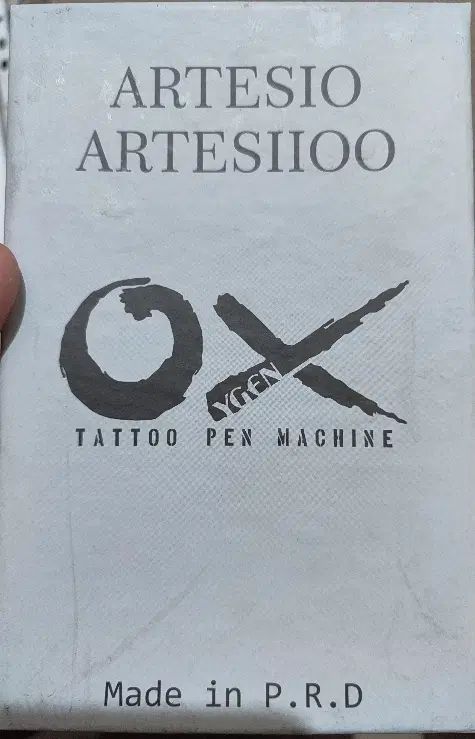 ARTESIO
ARTESIIOO
OX
YGEN
TATTOO PEN MACHINE
Made in P.R.D